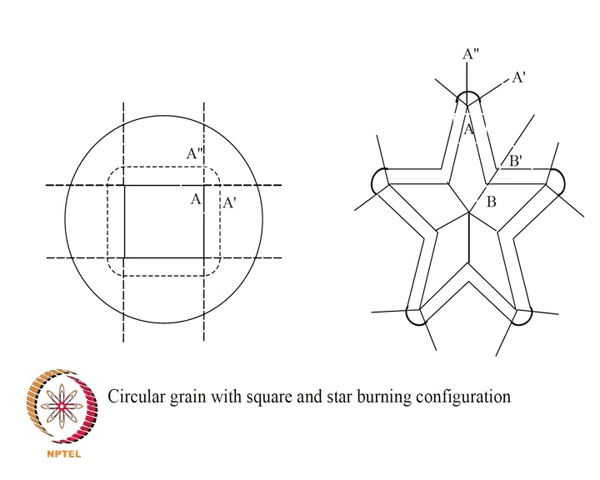 A"
A'
A
B'
B
A"
A
A'
Circular grain with square and star burning configuration
NPTEL